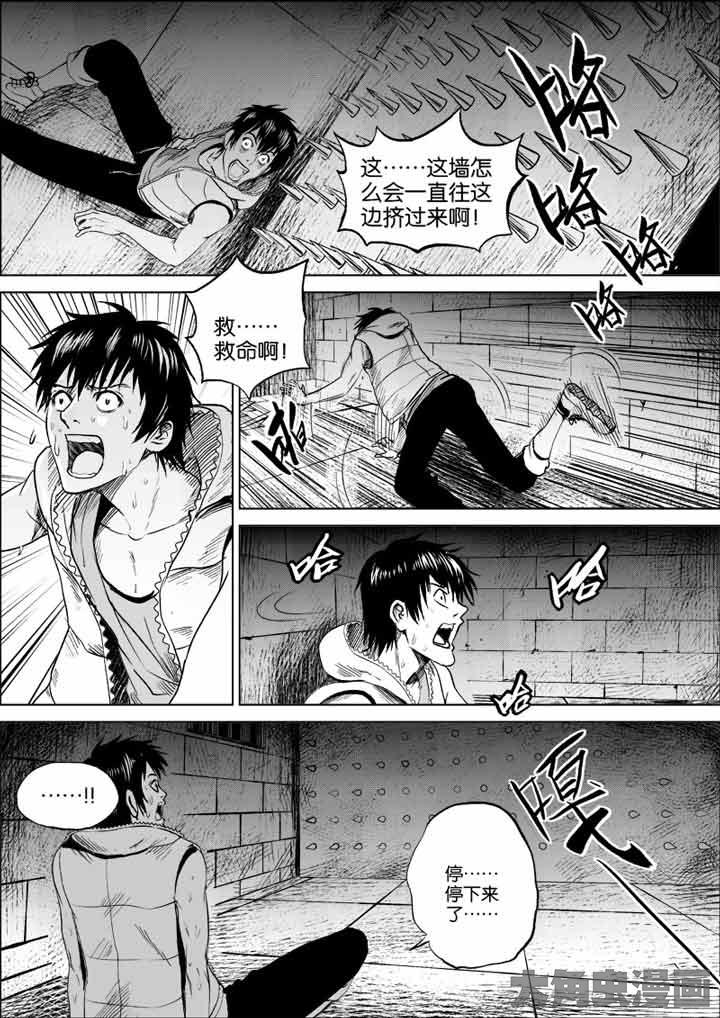 咯
咯
咯
咯
这……这墙怎
么会一直往这
边挤过来啊！
救……
救命啊！
啪
哈
哈
哈
……!!
停……
停下来
了……
大角虫漫画